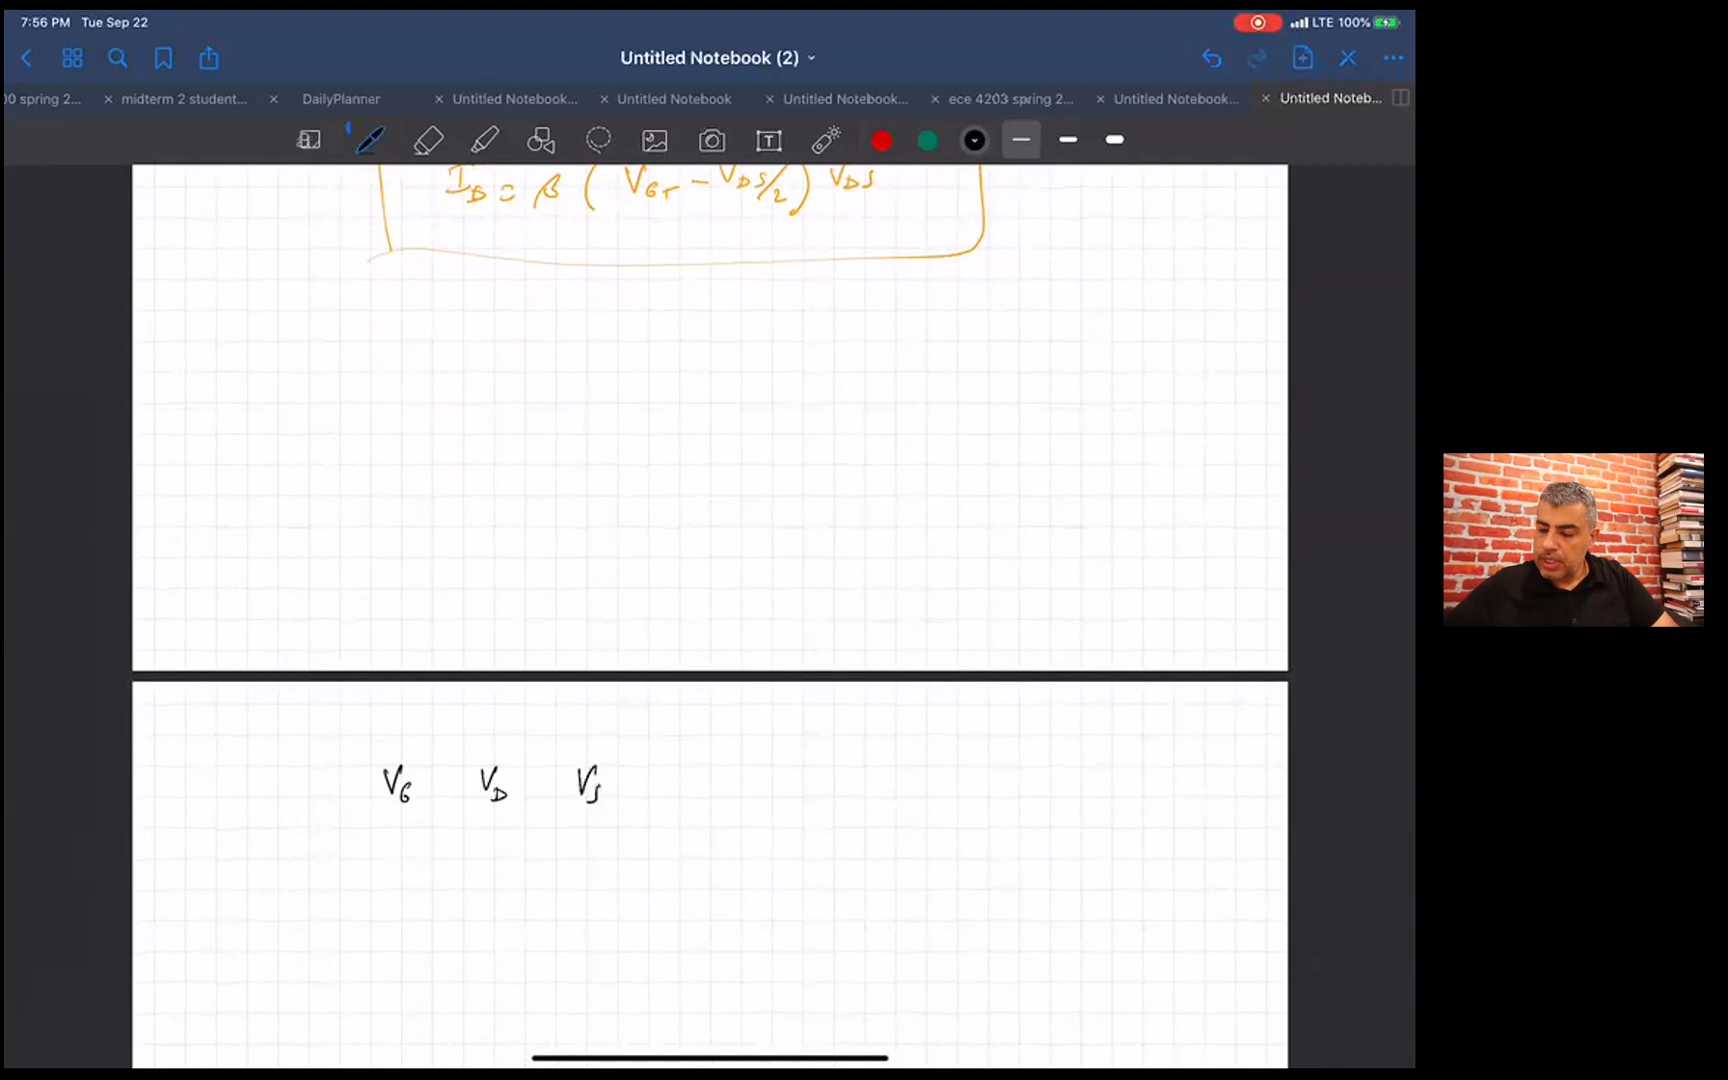 7:56 PM Tue Sep 22
LTE 100%
Untitled Notebook (2)
00 spring 2...
midterm 2 student...
DailyPlanner
Untitled Notebook...
Untitled Notebook
Untitled Notebook...
ece 4203 spring 2...
Untitled Notebook...
Untitled Noteb...
T
I_D = β ( V_GT - V_DS/2 ) V_DS
V_G V_D V_S